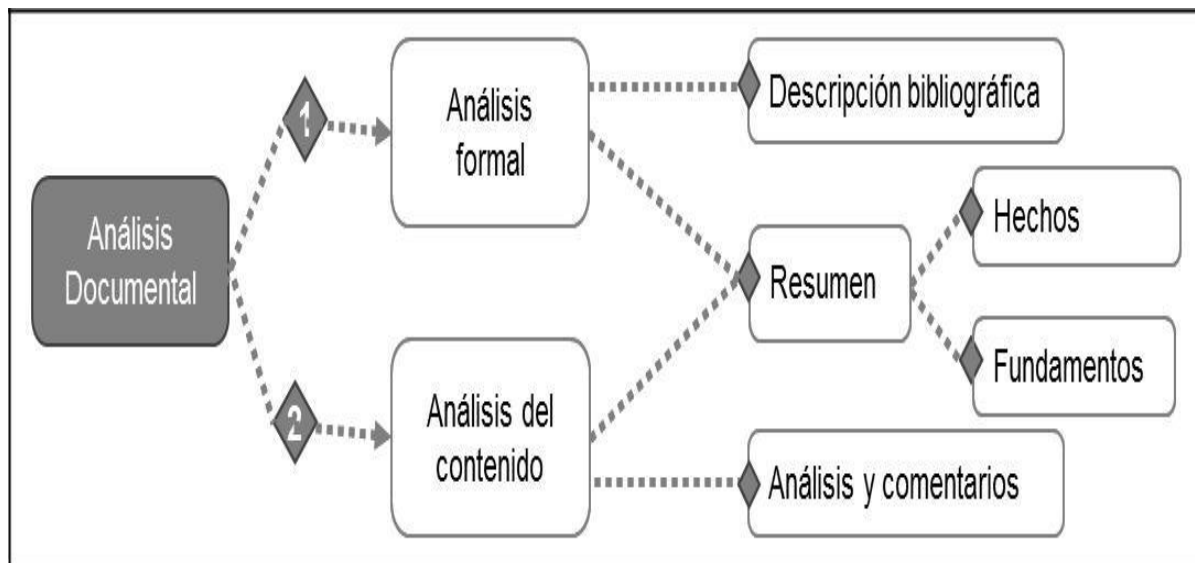 1
Análisis
formal
Descripción bibliográfica
Análisis
Documental
Hechos
Resumen
Fundamentos
2
Análisis del
contenido
Análisis y comentarios